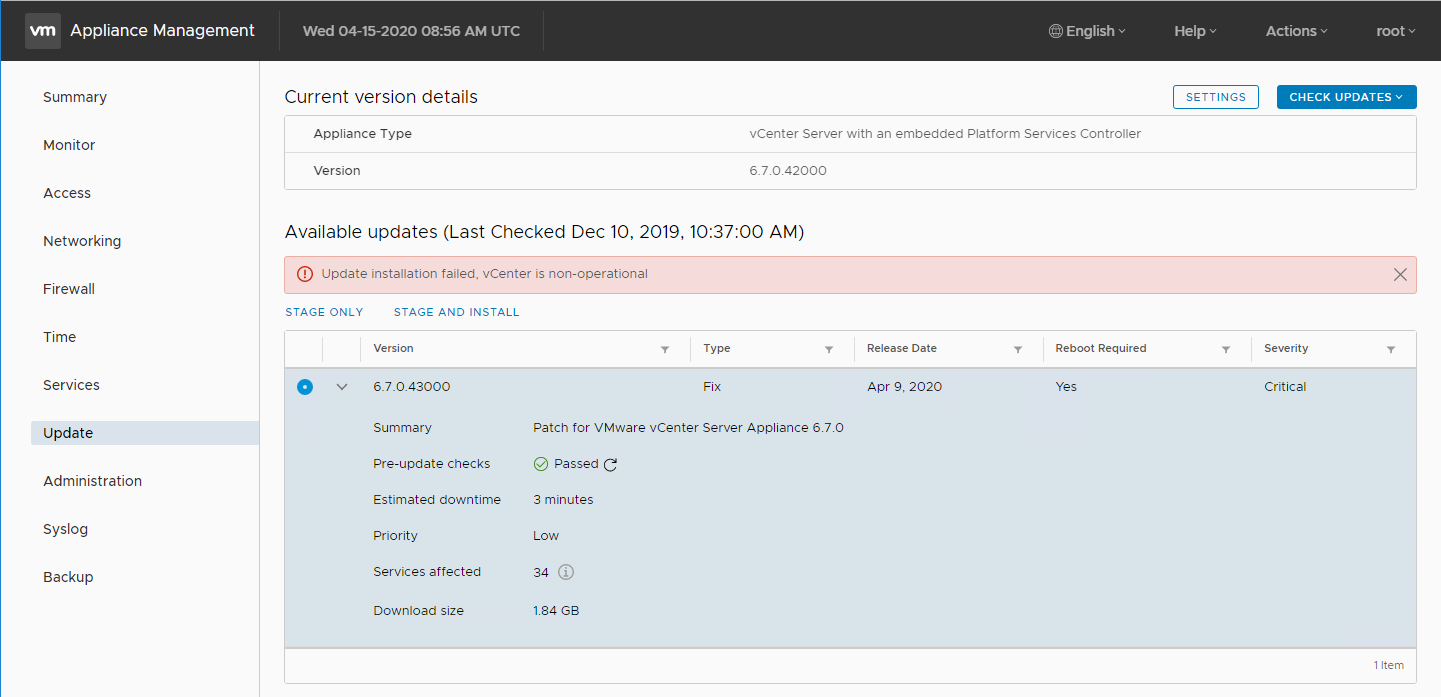 vm Appliance Management Wed 04-15-2020 08:56 AM UTC English Help Actions root
Summary
Monitor
Access
Networking
Firewall
Time
Services
Update
Administration
Syslog
Backup
Current version details SETTINGS CHECK UPDATES
Appliance Type vCenter Server with an embedded Platform Services Controller
Version 6.7.0.42000
Available updates (Last Checked Dec 10, 2019, 10:37:00 AM)
Update installation failed, vCenter is non-operational
STAGE ONLY STAGE AND INSTALL
Version Type Release Date Reboot Required Severity
6.7.0.43000 Fix Apr 9, 2020 Yes Critical
Summary Patch for VMware vCenter Server Appliance 6.7.0
Pre-update checks Passed
Estimated downtime 3 minutes
Priority Low
Services affected 34
Download size 1.84 GB
1 Item